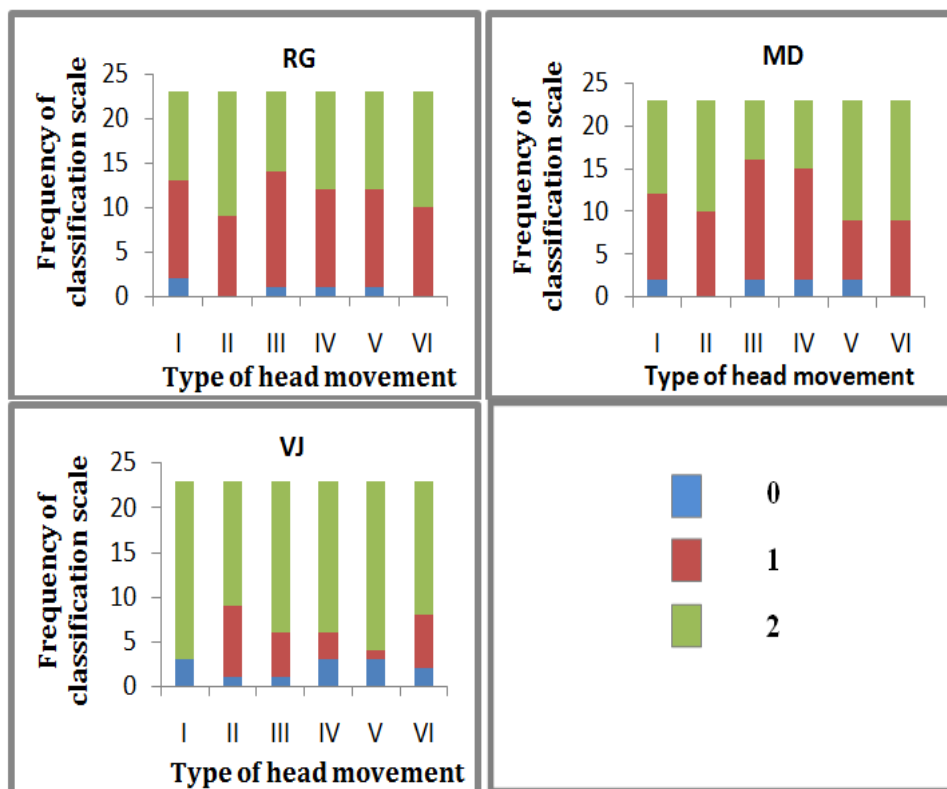 RG
Frequency of
classification scale
25
20
15
10
5
0
I II III IV V VI
Type of head movement
MD
Frequency of
classification scale
25
20
15
10
5
0
I II III IV V VI
Type of head movement
VJ
Frequency of
classification scale
25
20
15
10
5
0
I II III IV V VI
Type of head movement
0
1
2